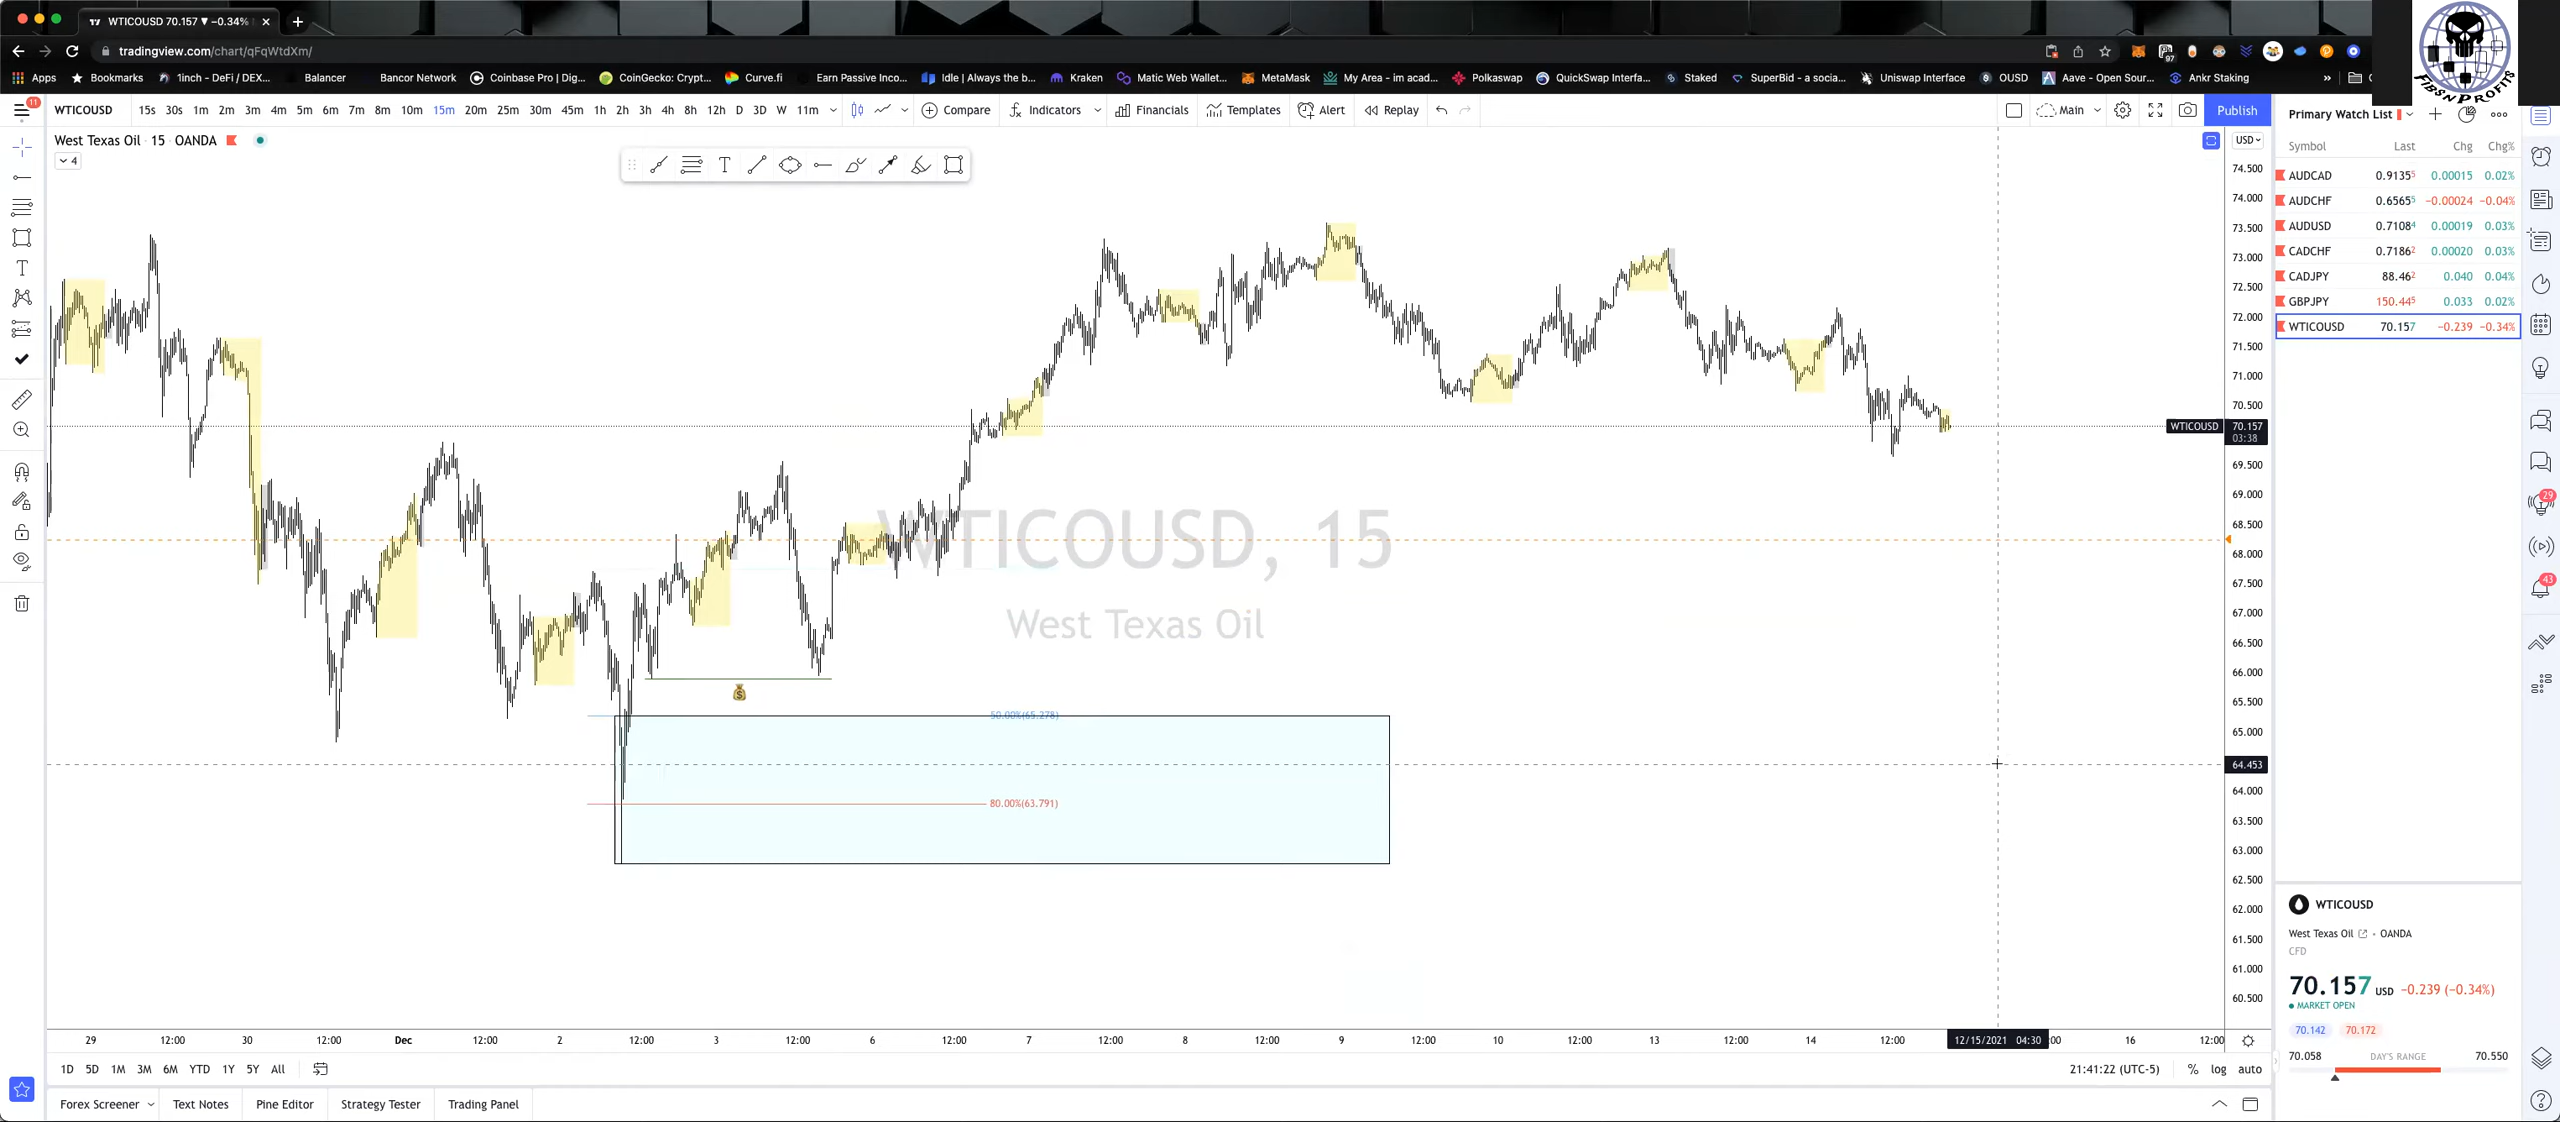 WTICOUSD 70.157 ▼ −0.34%
tradingview.com/chart/qFqWtdXm/
Apps Bookmarks 1inch - DeFi / DEX... Balancer Bancor Network Coinbase Pro | Dig... CoinGecko: Crypt... Curve.fi Earn Passive Inco... Idle | Always the b... Kraken Matic Web Wallet... MetaMask My Area - im acad... Polkaswap QuickSwap Interfa... Staked SuperBid - a socia... Uniswap Interface OUSD Aave - Open Sour... Ankr Staking »
FIBSNPROFITS
11
WTICOUSD 15s 30s 1m 2m 3m 4m 5m 6m 7m 8m 10m 15m 20m 25m 30m 45m 1h 2h 3h 4h 8h 12h D 3D W 11m Compare Indicators Financials Templates Alert Replay Main Publish
West Texas Oil · 15 · OANDA
4
USD
74.500
74.000
73.500
73.000
72.500
72.000
71.500
71.000
70.500
WTICOUSD 70.157
03:38
69.500
69.000
68.500
68.000
67.500
67.000
66.500
66.000
65.500
65.000
64.453
64.000
63.500
63.000
62.500
62.000
61.500
61.000
60.500
WTICOUSD, 15
West Texas Oil
50.00%(65.278)
80.00%(63.791)
29 12:00 30 12:00 Dec 12:00 2 12:00 3 12:00 6 12:00 7 12:00 8 12:00 9 12:00 10 12:00 13 12:00 14 12:00 12/15/2021 04:30 :00 16 12:00
1D 5D 1M 3M 6M YTD 1Y 5Y All 21:41:22 (UTC-5) % log auto
Forex Screener Text Notes Pine Editor Strategy Tester Trading Panel
Primary Watch List
Symbol Last Chg Chg%
AUDCAD 0.91355 0.00015 0.02%
AUDCHF 0.65655 −0.00024 −0.04%
AUDUSD 0.71084 0.00019 0.03%
CADCHF 0.71862 0.00020 0.03%
CADJPY 88.462 0.040 0.04%
GBPJPY 150.445 0.033 0.02%
WTICOUSD 70.157 −0.239 −0.34%
29
43
WTICOUSD
West Texas Oil · OANDA
CFD
70.157 USD −0.239 (−0.34%)
MARKET OPEN
70.142 70.172
70.058 DAY'S RANGE 70.550